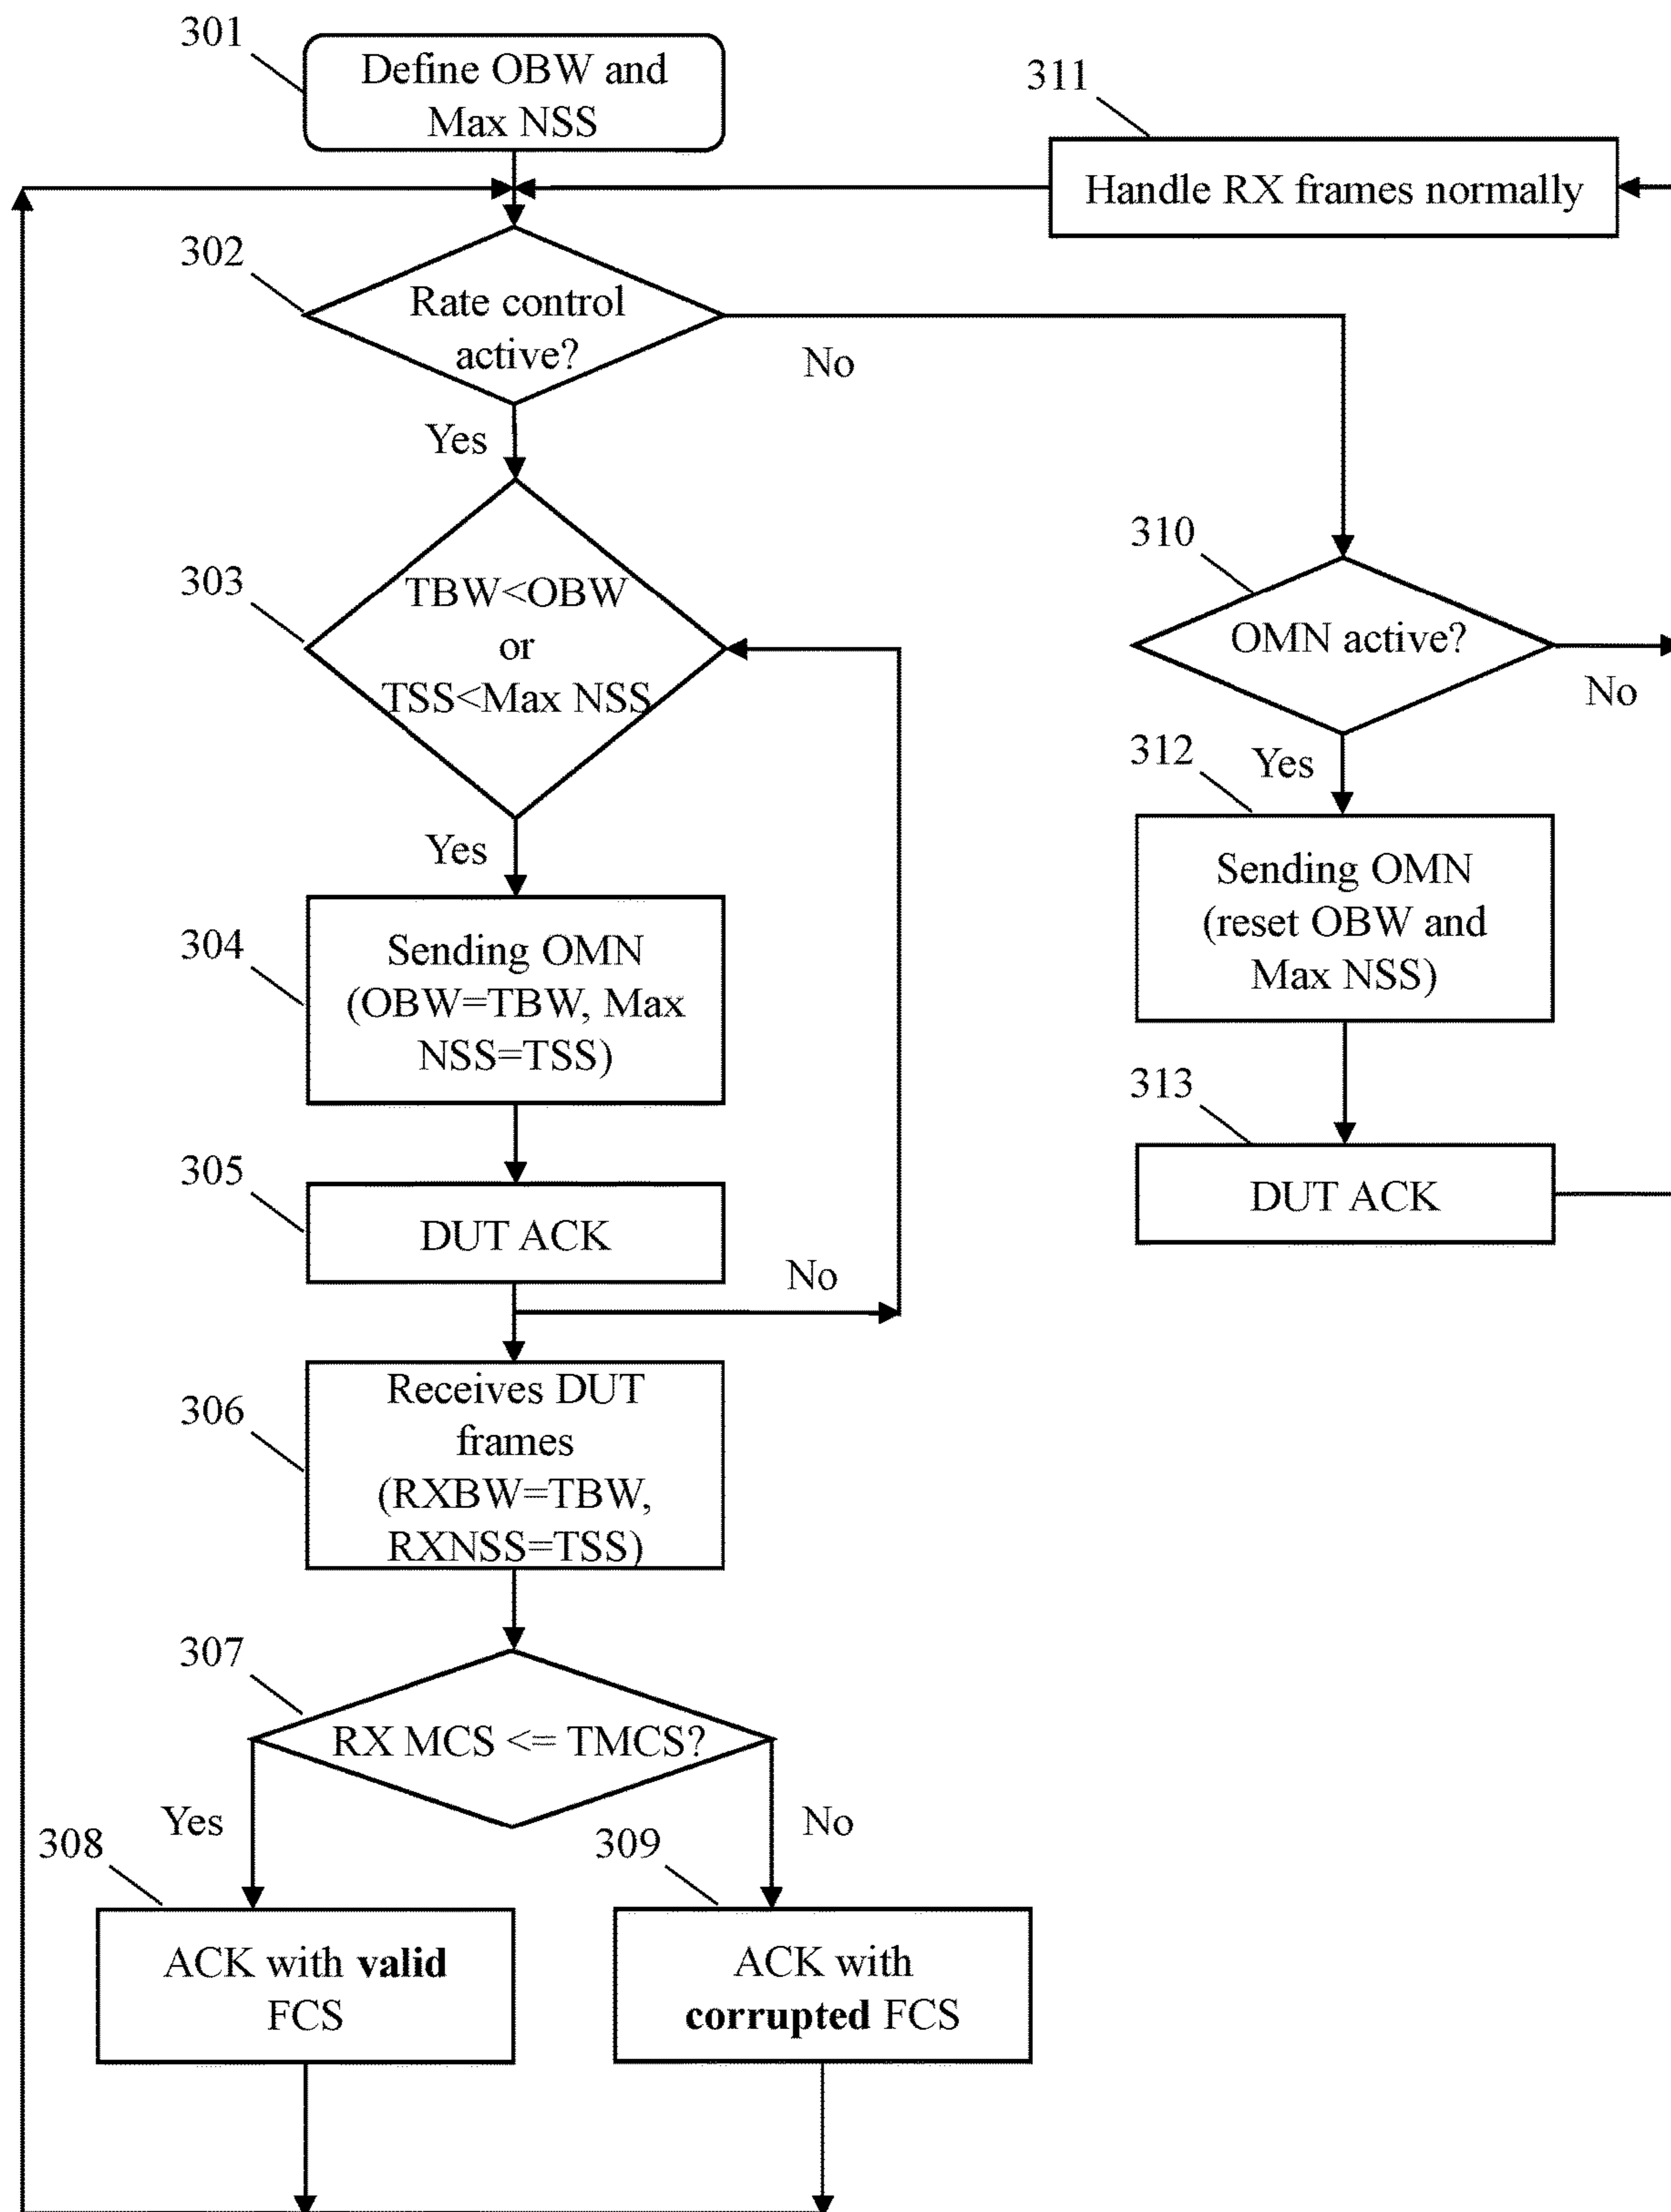 301
Define OBW and
Max NSS
311
Handle RX frames normally
302
Rate control
active?
No
Yes
303
TBW<OBW
or
TSS<Max NSS
310
OMN active?
No
Yes
304
Sending OMN
(OBW=TBW, Max
NSS=TSS)
312
Yes
Sending OMN
(reset OBW and
Max NSS)
305
DUT ACK
No
313
DUT ACK
306
Receives DUT
frames
(RXBW=TBW,
RXNSS=TSS)
307
RX MCS <= TMCS?
Yes
No
308
ACK with valid
FCS
309
ACK with
corrupted FCS